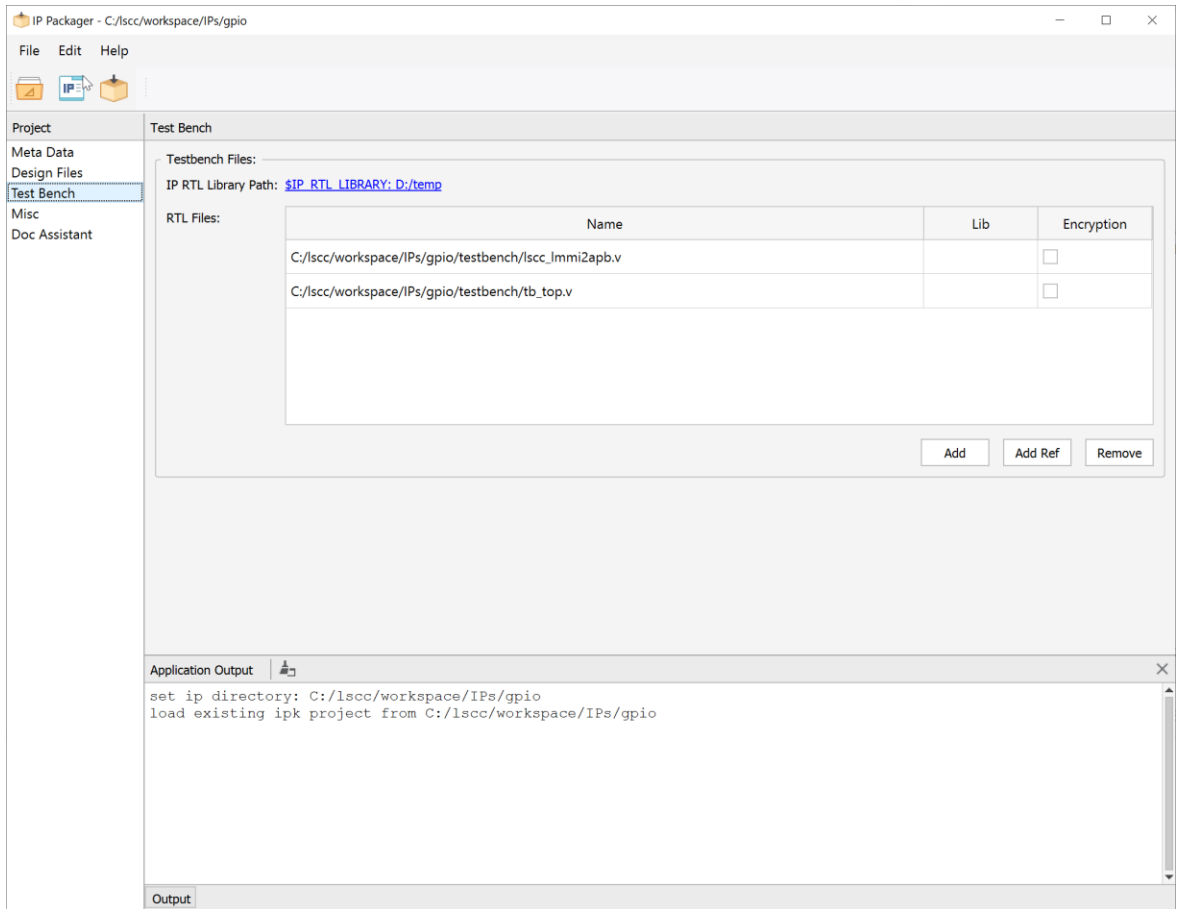 IP Packager - C:/lscc/workspace/IPs/gpio
File Edit Help
IP
Project
Meta Data
Design Files
Test Bench
Misc
Doc Assistant
Test Bench
Testbench Files:
IP RTL Library Path: $IP_RTL_LIBRARY: D:/temp
RTL Files:
Name Lib Encryption
C:/lscc/workspace/IPs/gpio/testbench/lscc_lmmi2apb.v
C:/lscc/workspace/IPs/gpio/testbench/tb_top.v
Add Add Ref Remove
Application Output
set ip directory: C:/lscc/workspace/IPs/gpio
load existing ipk project from C:/lscc/workspace/IPs/gpio
Output